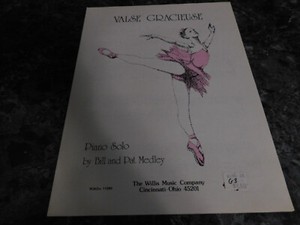 VALSE GRACIEUSE
Piano Solo
by Bill and Pat Medley
The Willis Music Company
Cincinnati Ohio 45201